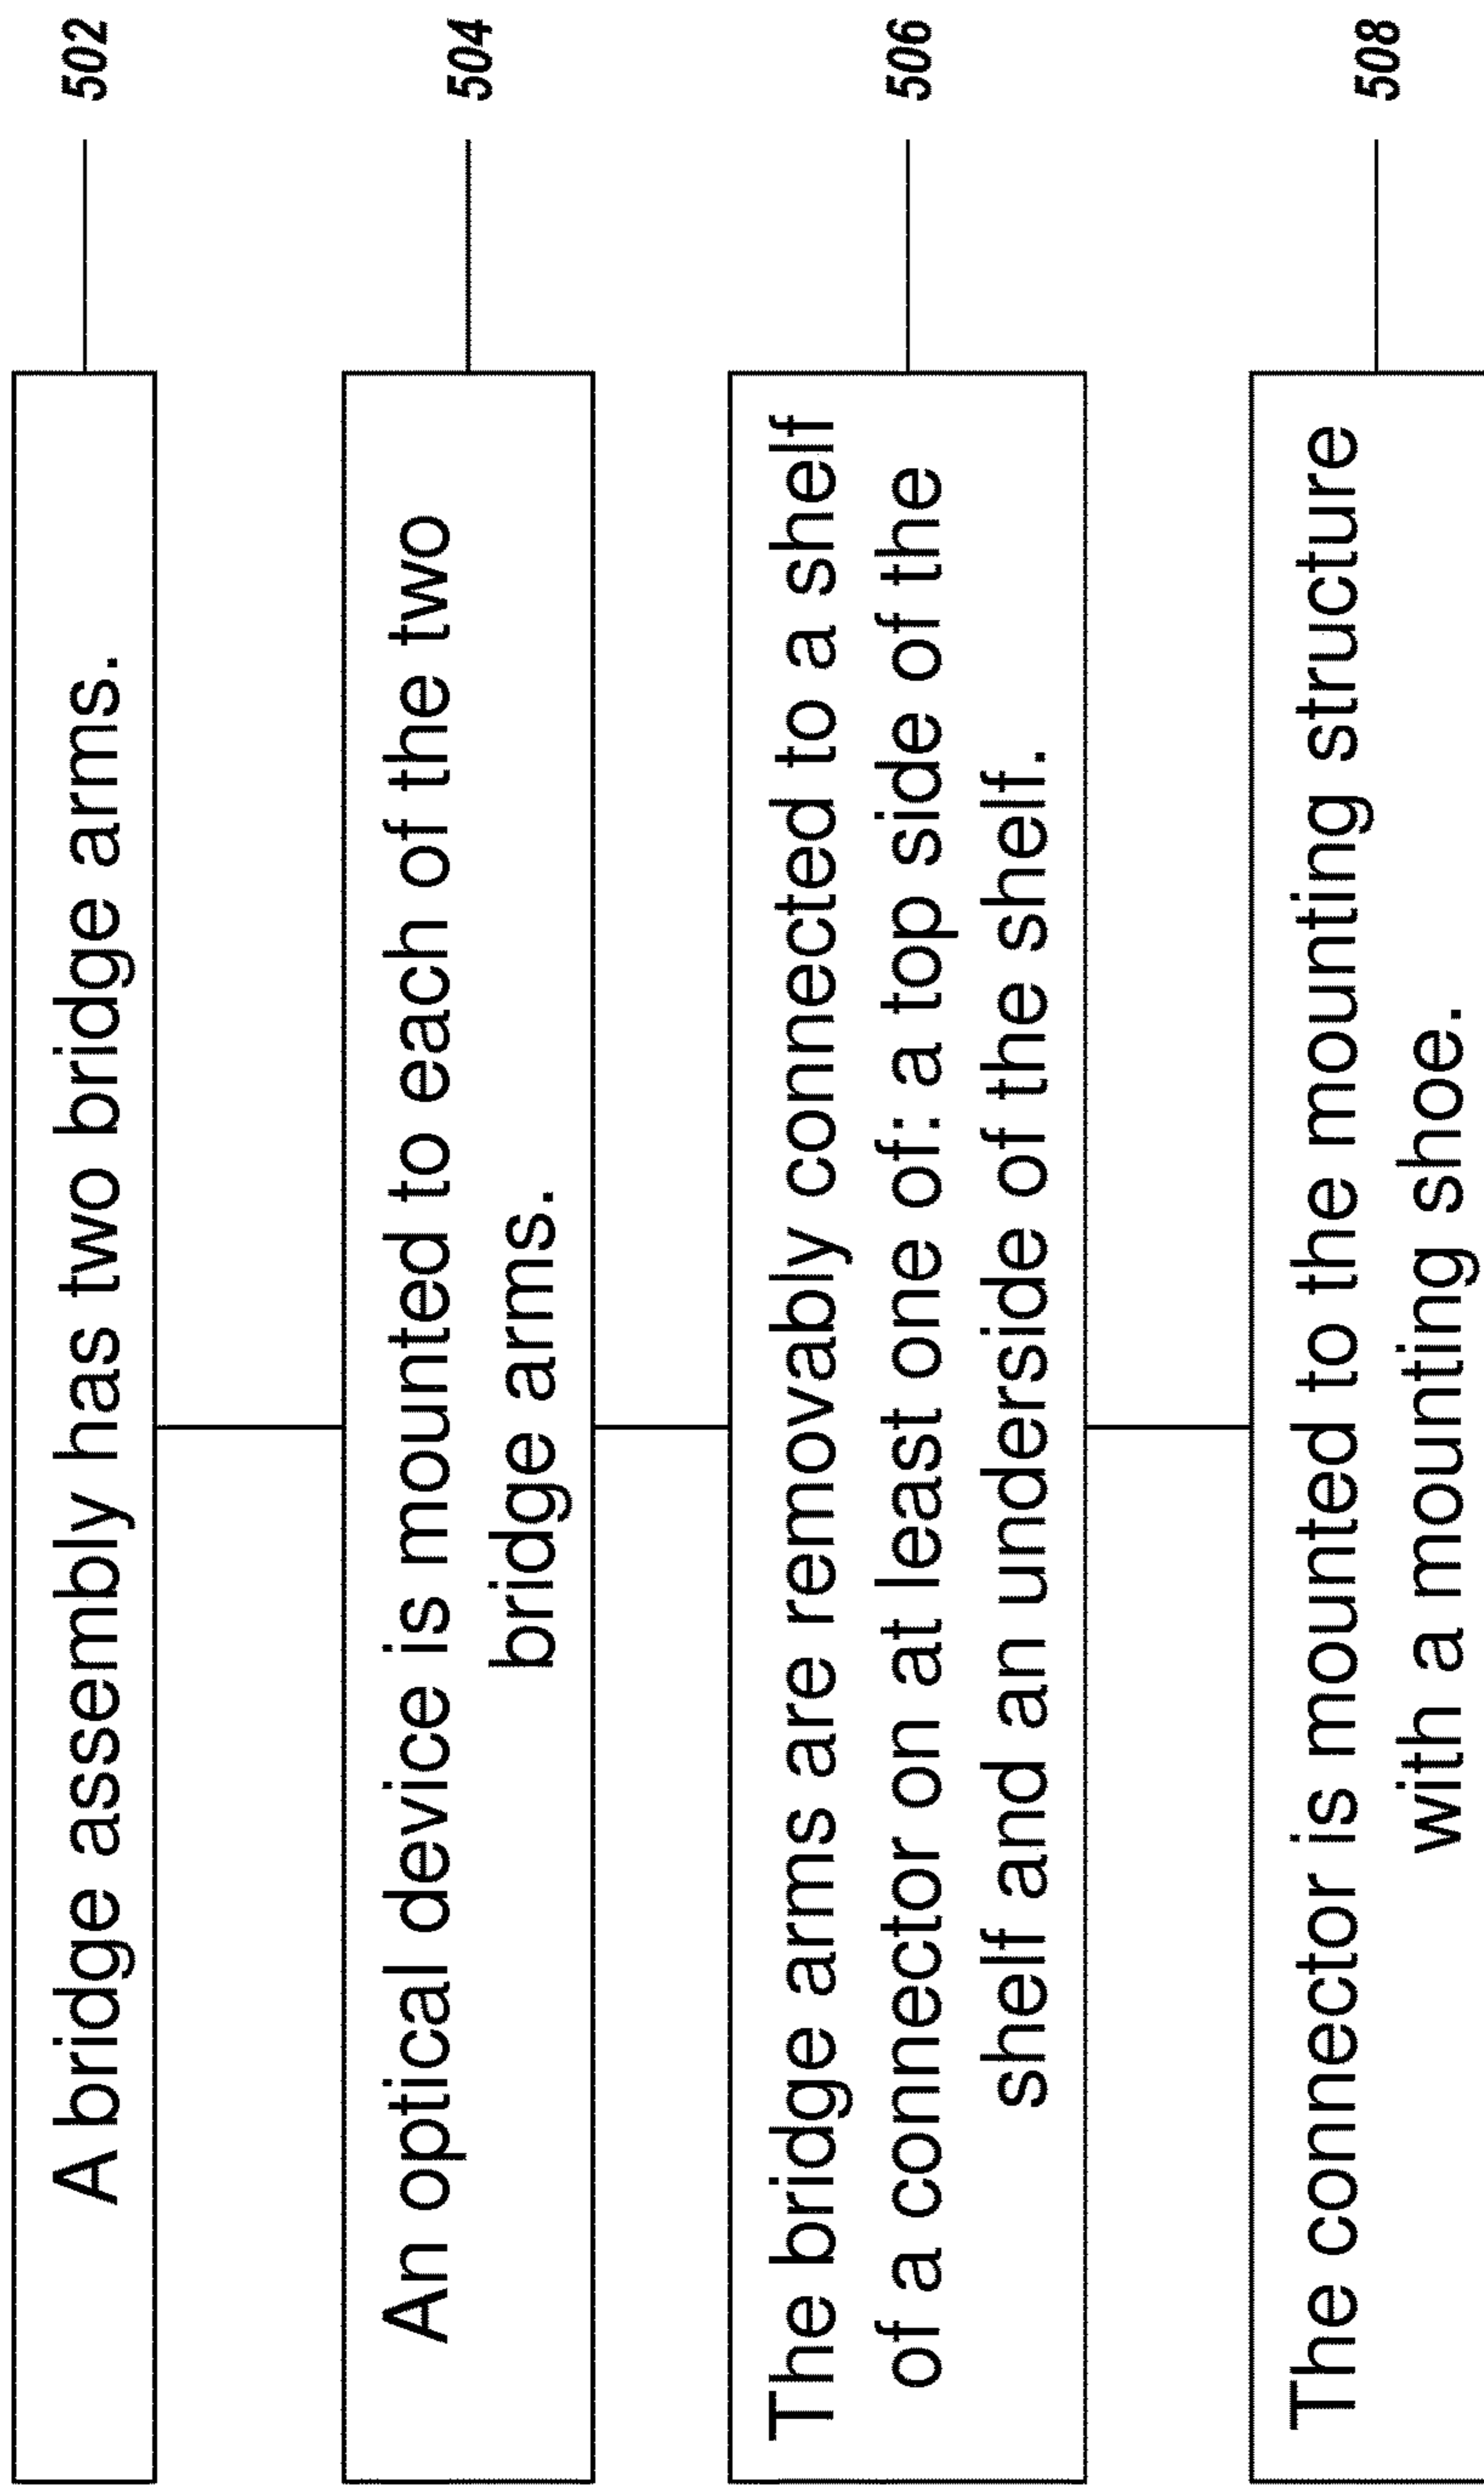 A bridge assembly has two bridge arms.
502
An optical device is mounted to each of the two
bridge arms.
504
The bridge arms are removably connected to a shelf
of a connector on at least one of: a top side of the
shelf and an underside of the shelf.
506
The connector is mounted to the mounting structure
with a mounting shoe.
508